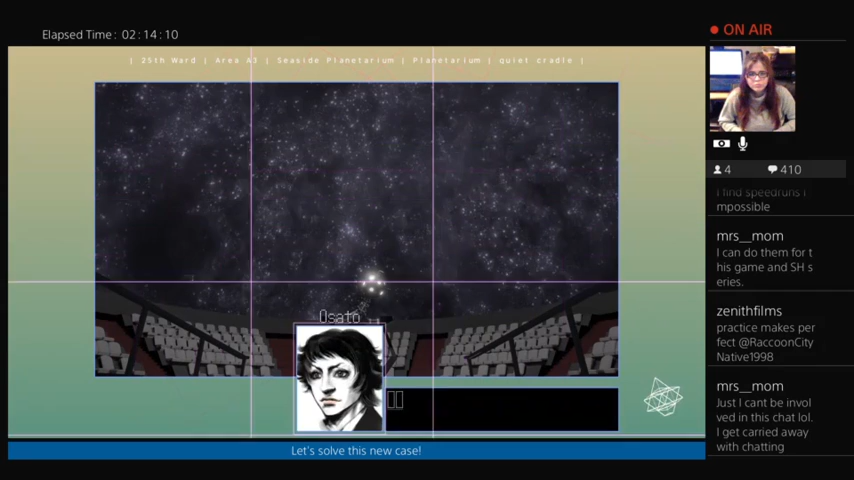 Elapsed Time: 02:14:10
ON AIR
| 25th Ward | Area A3 | Seaside Planetarium | Planetarium | quiet cradle |
4
410
I find speedruns i
mpossible
mrs__mom
I can do them for t
his game and SH s
eries.
zenithfilms
practice makes per
fect @RaccoonCity
Native1998
mrs__mom
Just I cant be invol
ved in this chat lol.
I get carried away
with chatting
Osato
Let's solve this new case!